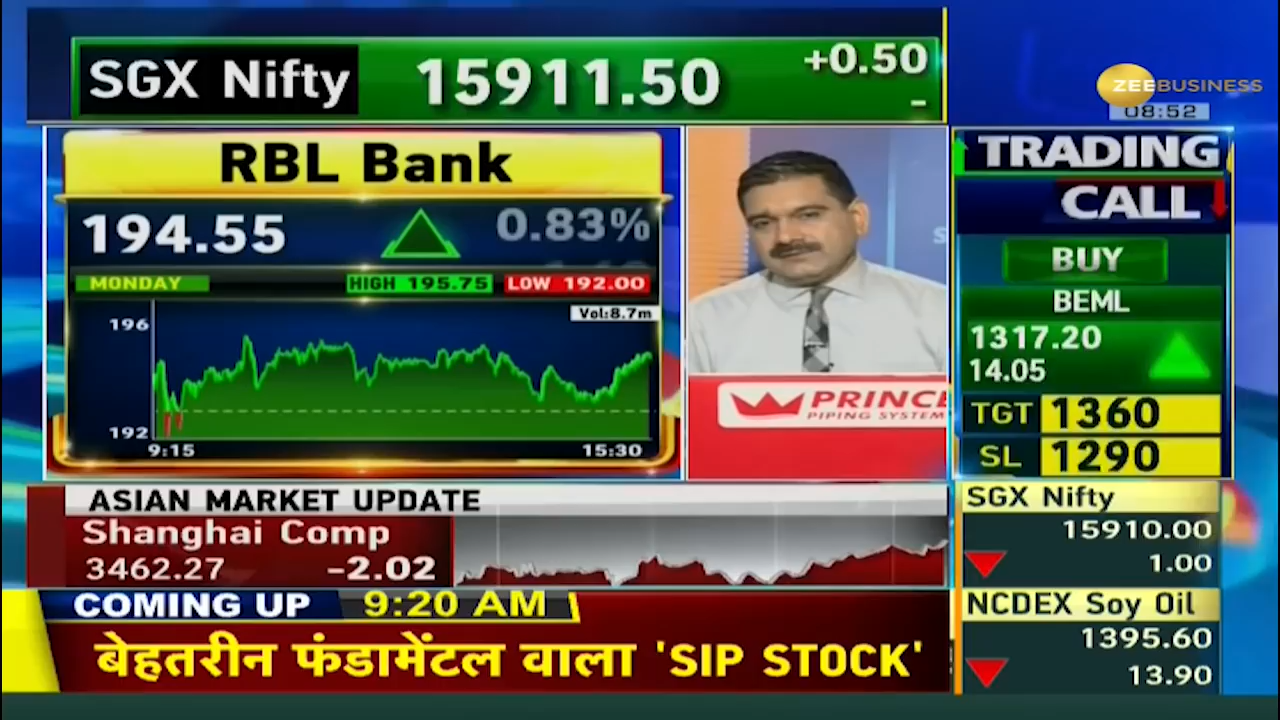 SGX Nifty 15911.50 +0.50
-
ZEEBUSINESS
08:52
RBL Bank
194.55 0.83%
MONDAY HIGH 195.75 LOW 192.00
Vol:8.7m
196
192
9:15 15:30
PRINCE
PIPING SYSTEM
TRADING
CALL
BUY
BEML
1317.20
14.05
TGT 1360
SL 1290
ASIAN MARKET UPDATE
Shanghai Comp
3462.27 -2.02
SGX Nifty
15910.00
1.00
NCDEX Soy Oil
1395.60
13.90
COMING UP 9:20 AM
बेहतरीन फंडामेंटल वाला 'SIP STOCK'